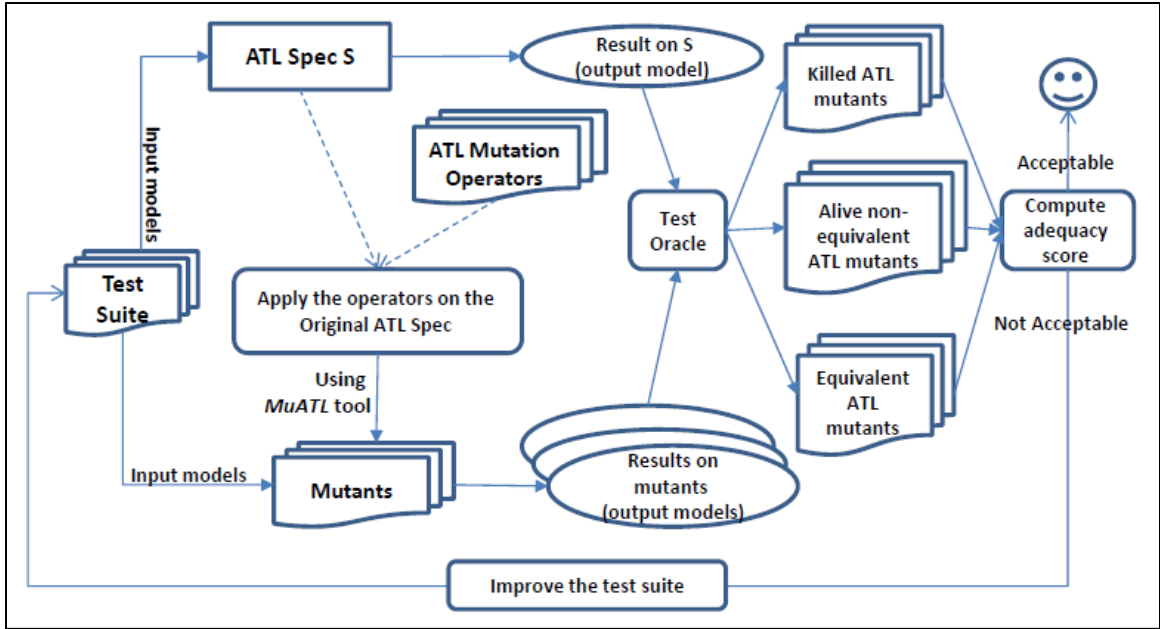 ATL Spec S
Result on S
(output model)
Killed ATL
mutants
Input models
ATL Mutation
Operators
Acceptable
Test
Oracle
Alive non-
equivalent
ATL mutants
Compute
adequacy
score
Test
Suite
Apply the operators on the
Original ATL Spec
Not Acceptable
Using
MuATL tool
Equivalent
ATL
mutants
Input models
Mutants
Results on
mutants
(output models)
Improve the test suite